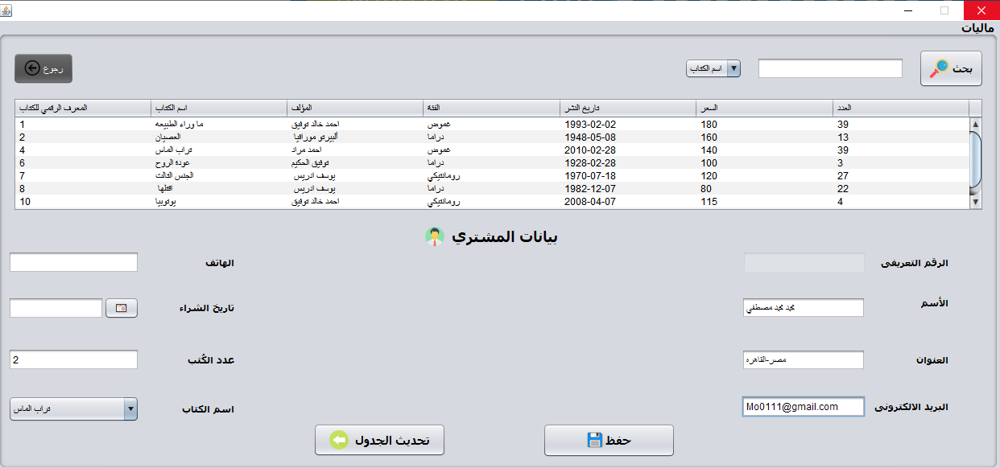 ماليات
بحث اسم الكتاب رجوع
المعرف الرقمي للكتاب اسم الكتاب المؤلف الفئة تاريخ النشر السعر العدد
1 ما وراء الطبيعه احمد خالد توفيق غموض 1993-02-02 180 39
2 العصيان ألبيرتو مورافيا دراما 1948-05-08 160 13
4 تراب الماس احمد مراد غموض 2010-02-28 140 39
6 عودة الروح توفيق الحكيم دراما 1928-02-28 100 3
7 الجنس الثالث يوسف ادريس رومانتيكي 1970-07-18 120 27
8 اقتلها يوسف ادريس دراما 1982-12-07 80 22
10 يوتوبيا احمد خالد توفيق رومانتيكي 2008-04-07 115 4
بيانات المشتري
الرقم التعريفى الهاتف
الأسم محمد محمد مصطفي تاريخ الشراء
العنوان مصر-القاهره عدد الكُتب 2
البريد الالكترونى Mo0111@gmail.com اسم الكتاب تراب الماس
حفظ تحديث الجدول